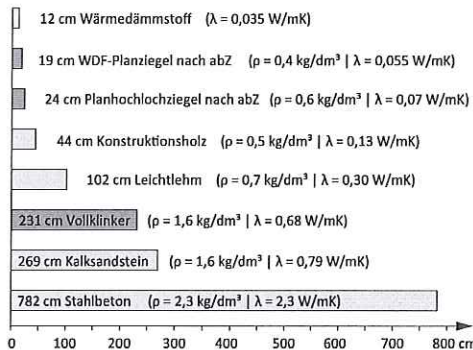 12 cm Wärmedämmstoff (λ = 0,035 W/mK)
19 cm WDF-Planziegel nach abZ (ρ = 0,4 kg/dm³ | λ = 0,055 W/mK)
24 cm Planhochlochziegel nach abZ (ρ = 0,6 kg/dm³ | λ = 0,07 W/mK)
44 cm Konstruktionsholz (ρ = 0,5 kg/dm³ | λ = 0,13 W/mK)
102 cm Leichtlehm (ρ = 0,7 kg/dm³ | λ = 0,30 W/mK)
231 cm Vollklinker (ρ = 1,6 kg/dm³ | λ = 0,68 W/mK)
269 cm Kalksandstein (ρ = 1,6 kg/dm³ | λ = 0,79 W/mK)
782 cm Stahlbeton (ρ = 2,3 kg/dm³ | λ = 2,3 W/mK)
0 100 200 300 400 500 600 700 800 cm